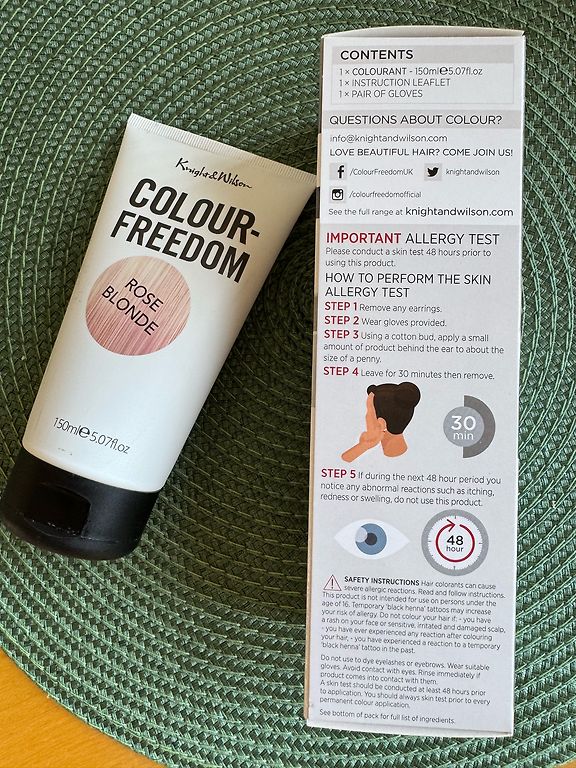 Knight & Wilson
COLOUR-
FREEDOM
ROSE
BLONDE
150ml℮5.07fl.oz
CONTENTS
1 × COLOURANT - 150ml℮5.07fl.oz
1 × INSTRUCTION LEAFLET
1 × PAIR OF GLOVES
QUESTIONS ABOUT COLOUR?
info@knightandwilson.com
LOVE BEAUTIFUL HAIR? COME JOIN US!
/ColourFreedomUK knightandwilson
/colourfreedomofficial
See the full range at knightandwilson.com
IMPORTANT ALLERGY TEST
Please conduct a skin test 48 hours prior to
using this product.
HOW TO PERFORM THE SKIN
ALLERGY TEST
STEP 1 Remove any earrings.
STEP 2 Wear gloves provided.
STEP 3 Using a cotton bud, apply a small
amount of product behind the ear to about the
size of a penny.
STEP 4 Leave for 30 minutes then remove.
30
min
STEP 5 If during the next 48 hour period you
notice any abnormal reactions such as itching,
redness or swelling, do not use this product.
48
hour
SAFETY INSTRUCTIONS Hair colorants can cause
severe allergic reactions. Read and follow instructions.
This product is not intended for use on persons under the
age of 16. Temporary 'black henna' tattoos may increase
your risk of allergy. Do not colour your hair if: - you have
a rash on your face or sensitive, irritated and damaged scalp,
- you have ever experienced any reaction after colouring
your hair, - you have experienced a reaction to a temporary
'black henna' tattoo in the past.
Do not use to dye eyelashes or eyebrows. Wear suitable
gloves. Avoid contact with eyes. Rinse immediately if
product comes into contact with them.
A skin test should be conducted at least 48 hours prior
to application. You should always skin test prior to every
permanent colour application.
See bottom of pack for full list of ingredients.